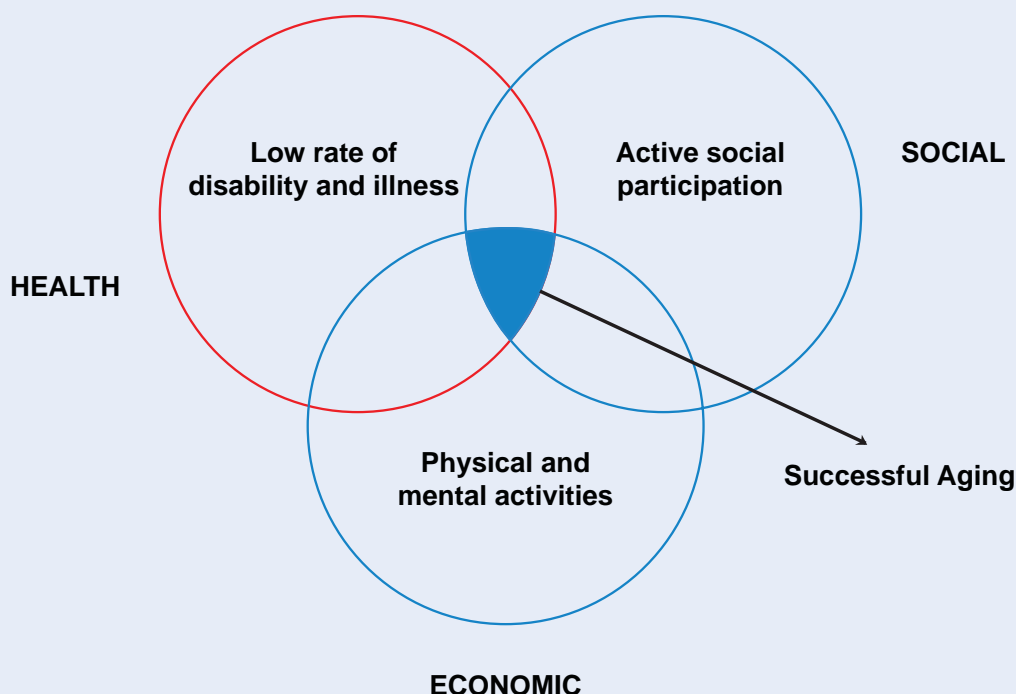 Low rate of
disability and illness
Active social
participation
SOCIAL
HEALTH
Physical and
mental activities
Successful Aging
ECONOMIC